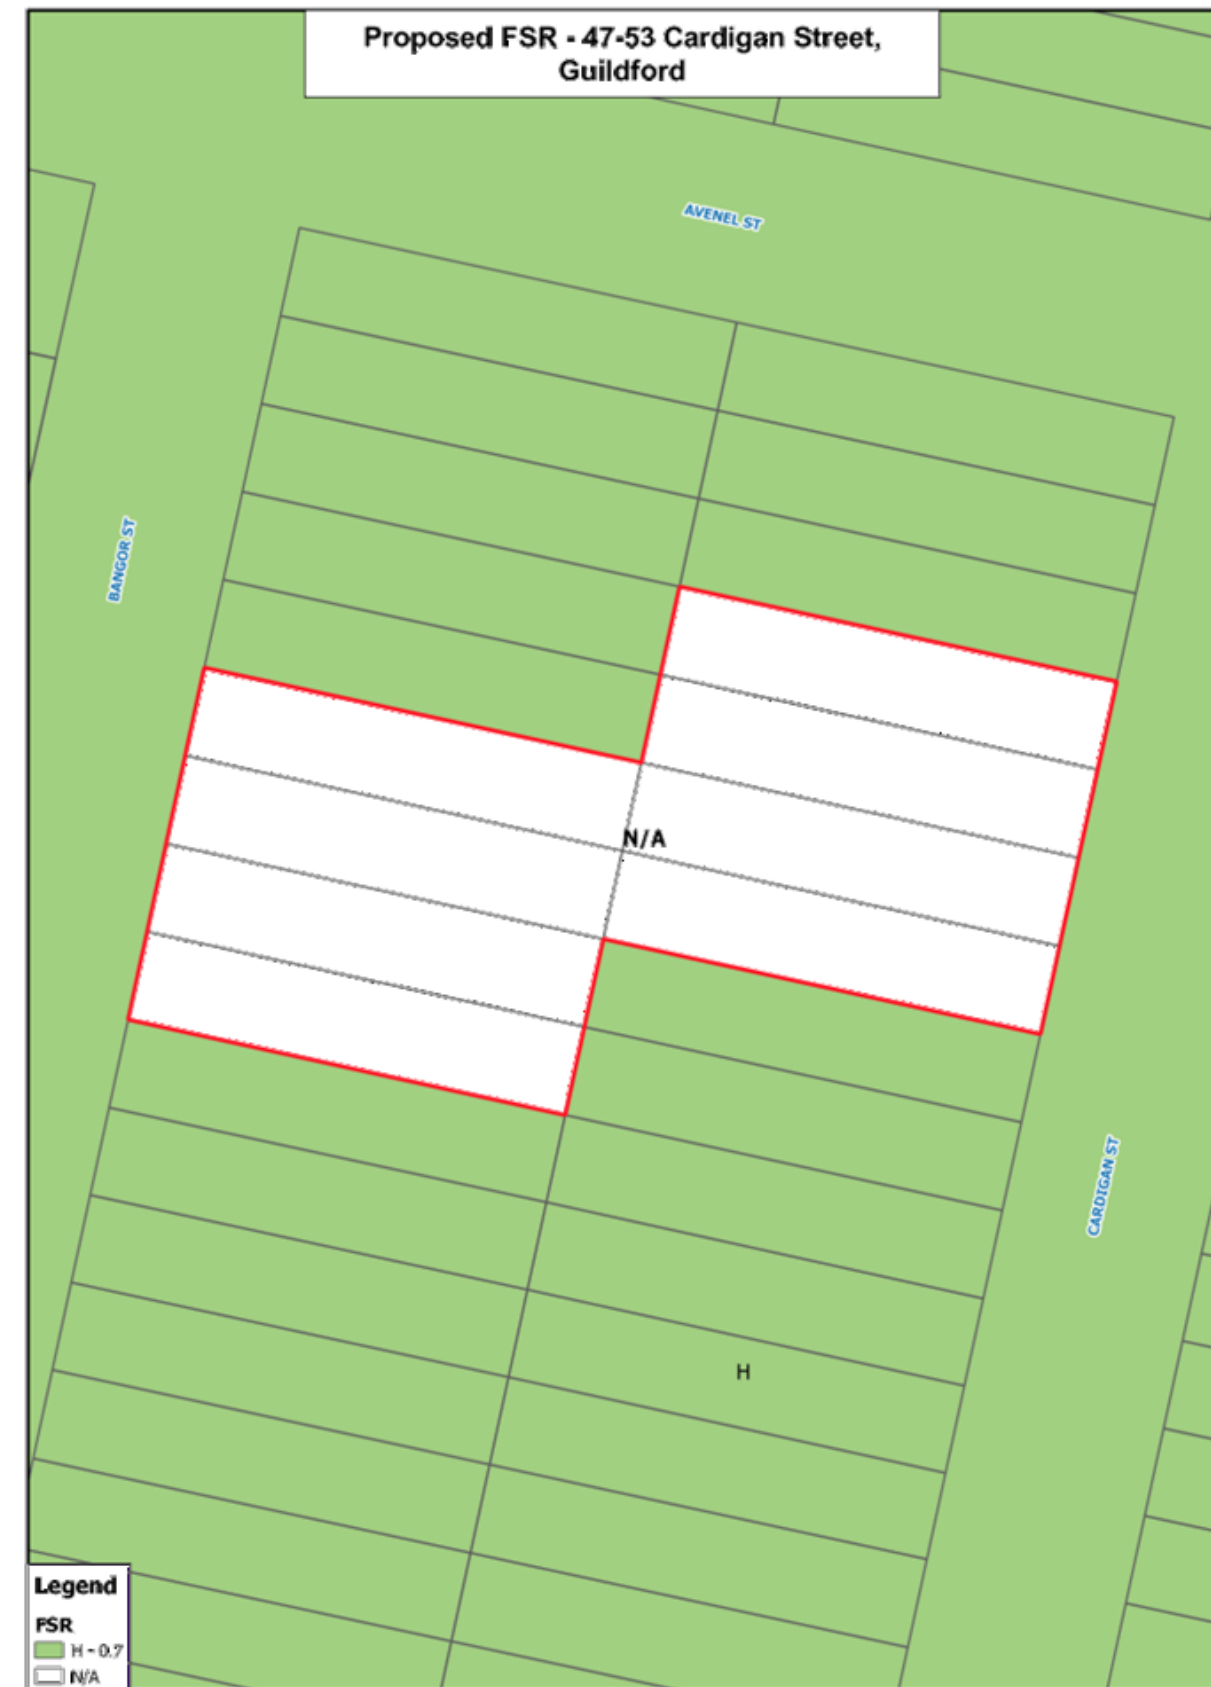 Proposed FSR - 47-53 Cardigan Street,
Guildford
AVENEL ST
BANGOR ST
N/A
CARDIGAN ST
H
Legend
FSR
H - 0.7
N/A